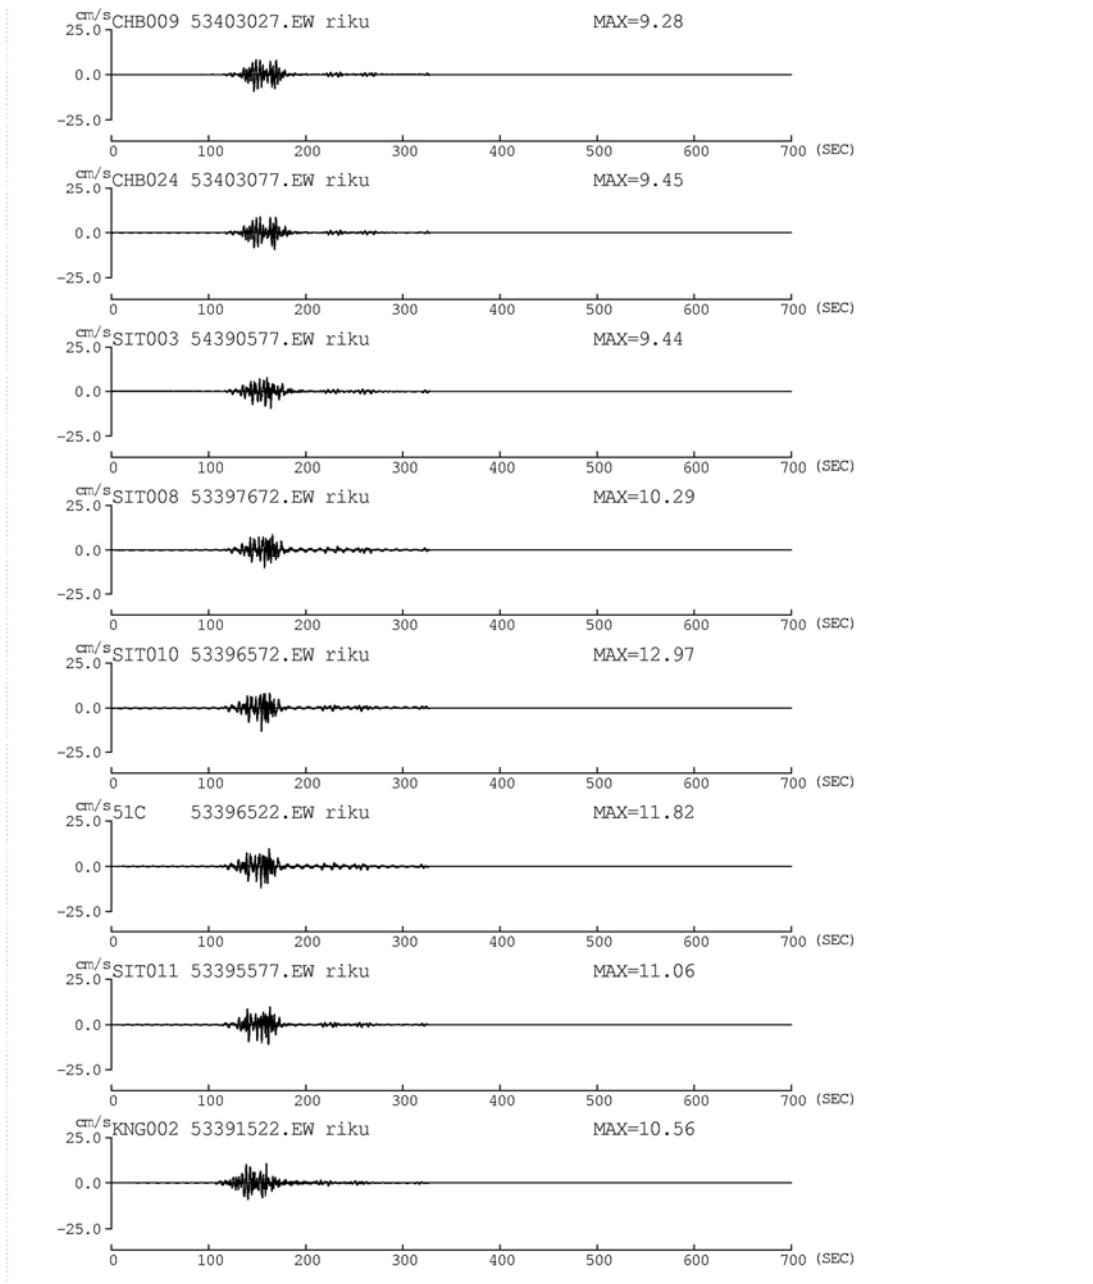 cm/s CHB009 53403027.EW riku MAX=9.28
25.0
0.0
-25.0
0 100 200 300 400 500 600 700 (SEC)
cm/s CHB024 53403077.EW riku MAX=9.45
25.0
0.0
-25.0
0 100 200 300 400 500 600 700 (SEC)
cm/s SIT003 54390577.EW riku MAX=9.44
25.0
0.0
-25.0
0 100 200 300 400 500 600 700 (SEC)
cm/s SIT008 53397672.EW riku MAX=10.29
25.0
0.0
-25.0
0 100 200 300 400 500 600 700 (SEC)
cm/s SIT010 53396572.EW riku MAX=12.97
25.0
0.0
-25.0
0 100 200 300 400 500 600 700 (SEC)
cm/s 51C 53396522.EW riku MAX=11.82
25.0
0.0
-25.0
0 100 200 300 400 500 600 700 (SEC)
cm/s SIT011 53395577.EW riku MAX=11.06
25.0
0.0
-25.0
0 100 200 300 400 500 600 700 (SEC)
cm/s KNG002 53391522.EW riku MAX=10.56
25.0
0.0
-25.0
0 100 200 300 400 500 600 700 (SEC)